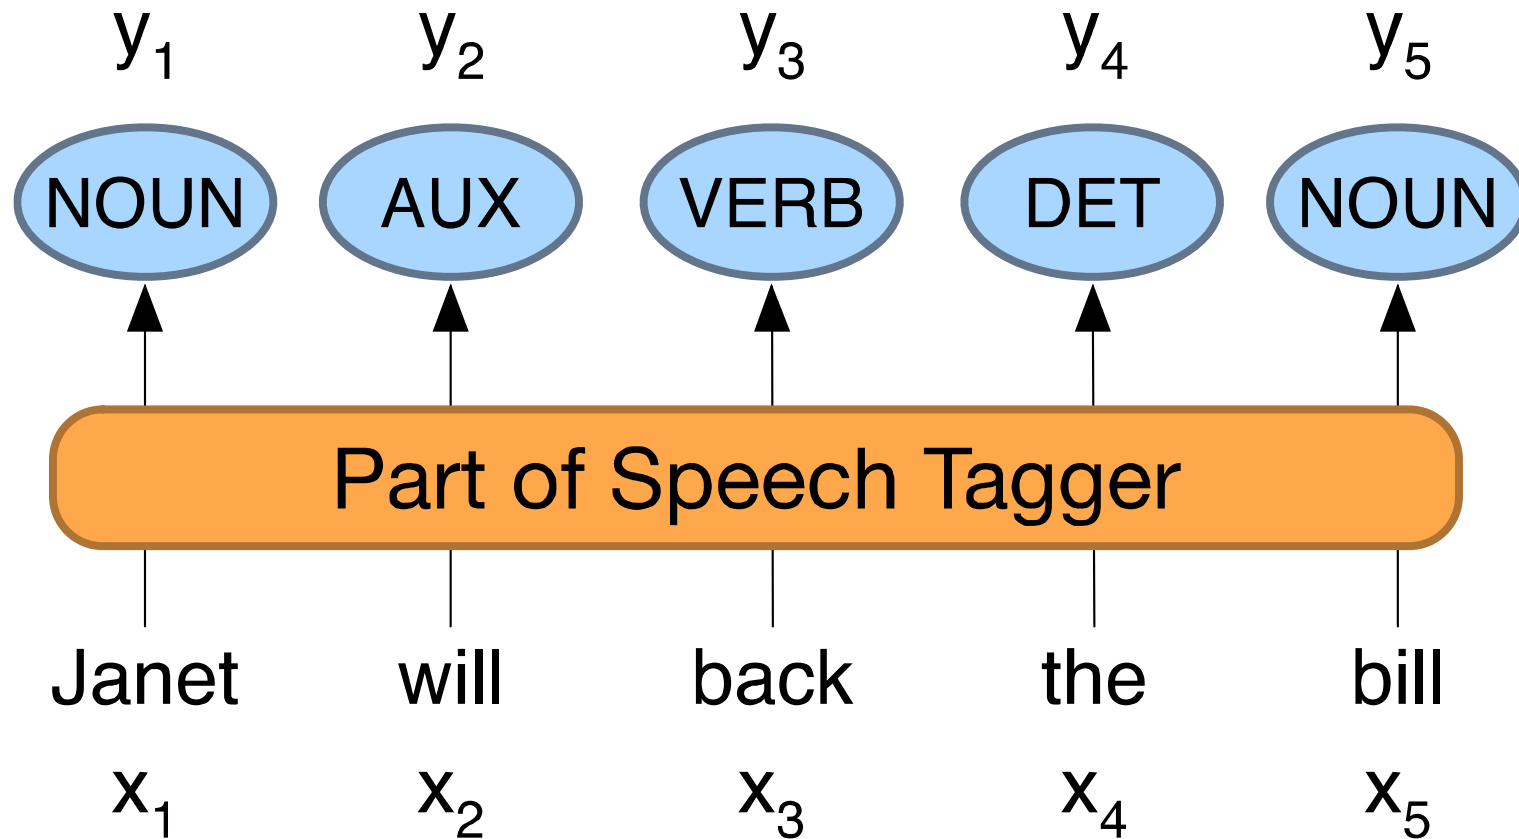 y₁ y₂ y₃ y₄ y₅
NOUN AUX VERB DET NOUN
Part of Speech Tagger
Janet will back the bill
x₁ x₂ x₃ x₄ x₅